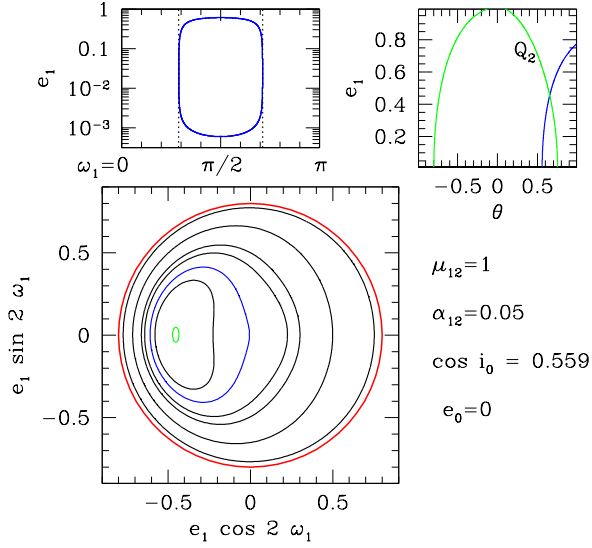 1
0.1
10⁻²
10⁻³
e₁
ω₁=0
π/2
π
0.8
0.6
0.4
0.2
e₁
Q₂
−0.5
0
0.5
θ
0.5
0
−0.5
e₁ sin 2 ω₁
−0.5
0
0.5
e₁ cos 2 ω₁
μ₁₂=1
α₁₂=0.05
cos i₀ = 0.559
e₀=0